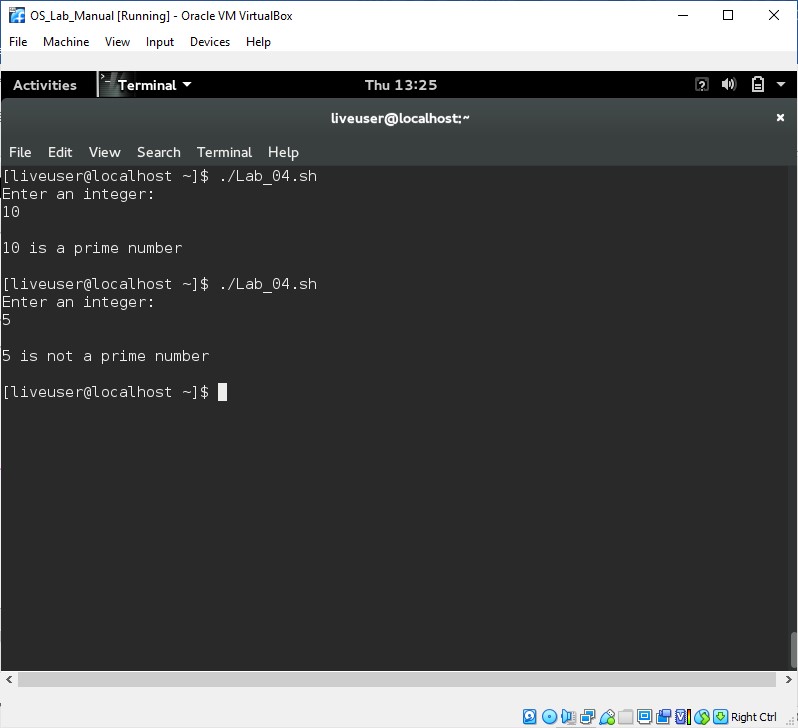 OS_Lab_Manual [Running] - Oracle VM VirtualBox
File Machine View Input Devices Help
Activities Terminal Thu 13:25
liveuser@localhost:~
File Edit View Search Terminal Help
[liveuser@localhost ~]$ ./Lab_04.sh
Enter an integer:
10
10 is a prime number
[liveuser@localhost ~]$ ./Lab_04.sh
Enter an integer:
5
5 is not a prime number
[liveuser@localhost ~]$
Right Ctrl